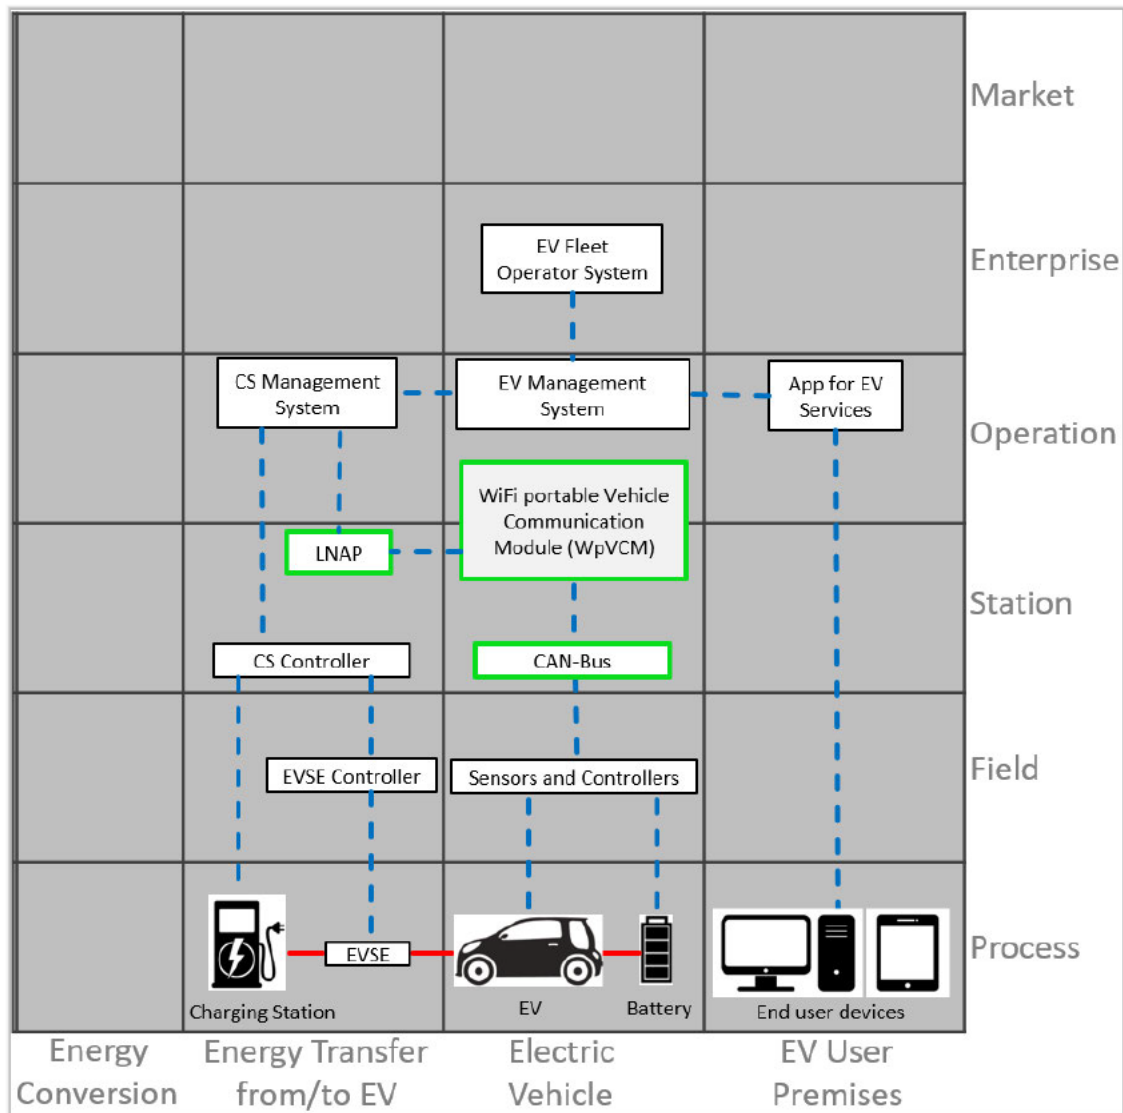 Market
EV Fleet
Operator System
Enterprise
CS Management
System
EV Management
System
App for EV
Services
Operation
WiFi portable Vehicle
Communication
Module (WpVCM)
LNAP
Station
CS Controller
CAN-Bus
EVSE Controller
Sensors and Controllers
Field
EVSE
Process
Charging Station
EV
Battery
End user devices
Energy
Conversion
Energy Transfer
from/to EV
Electric
Vehicle
EV User
Premises